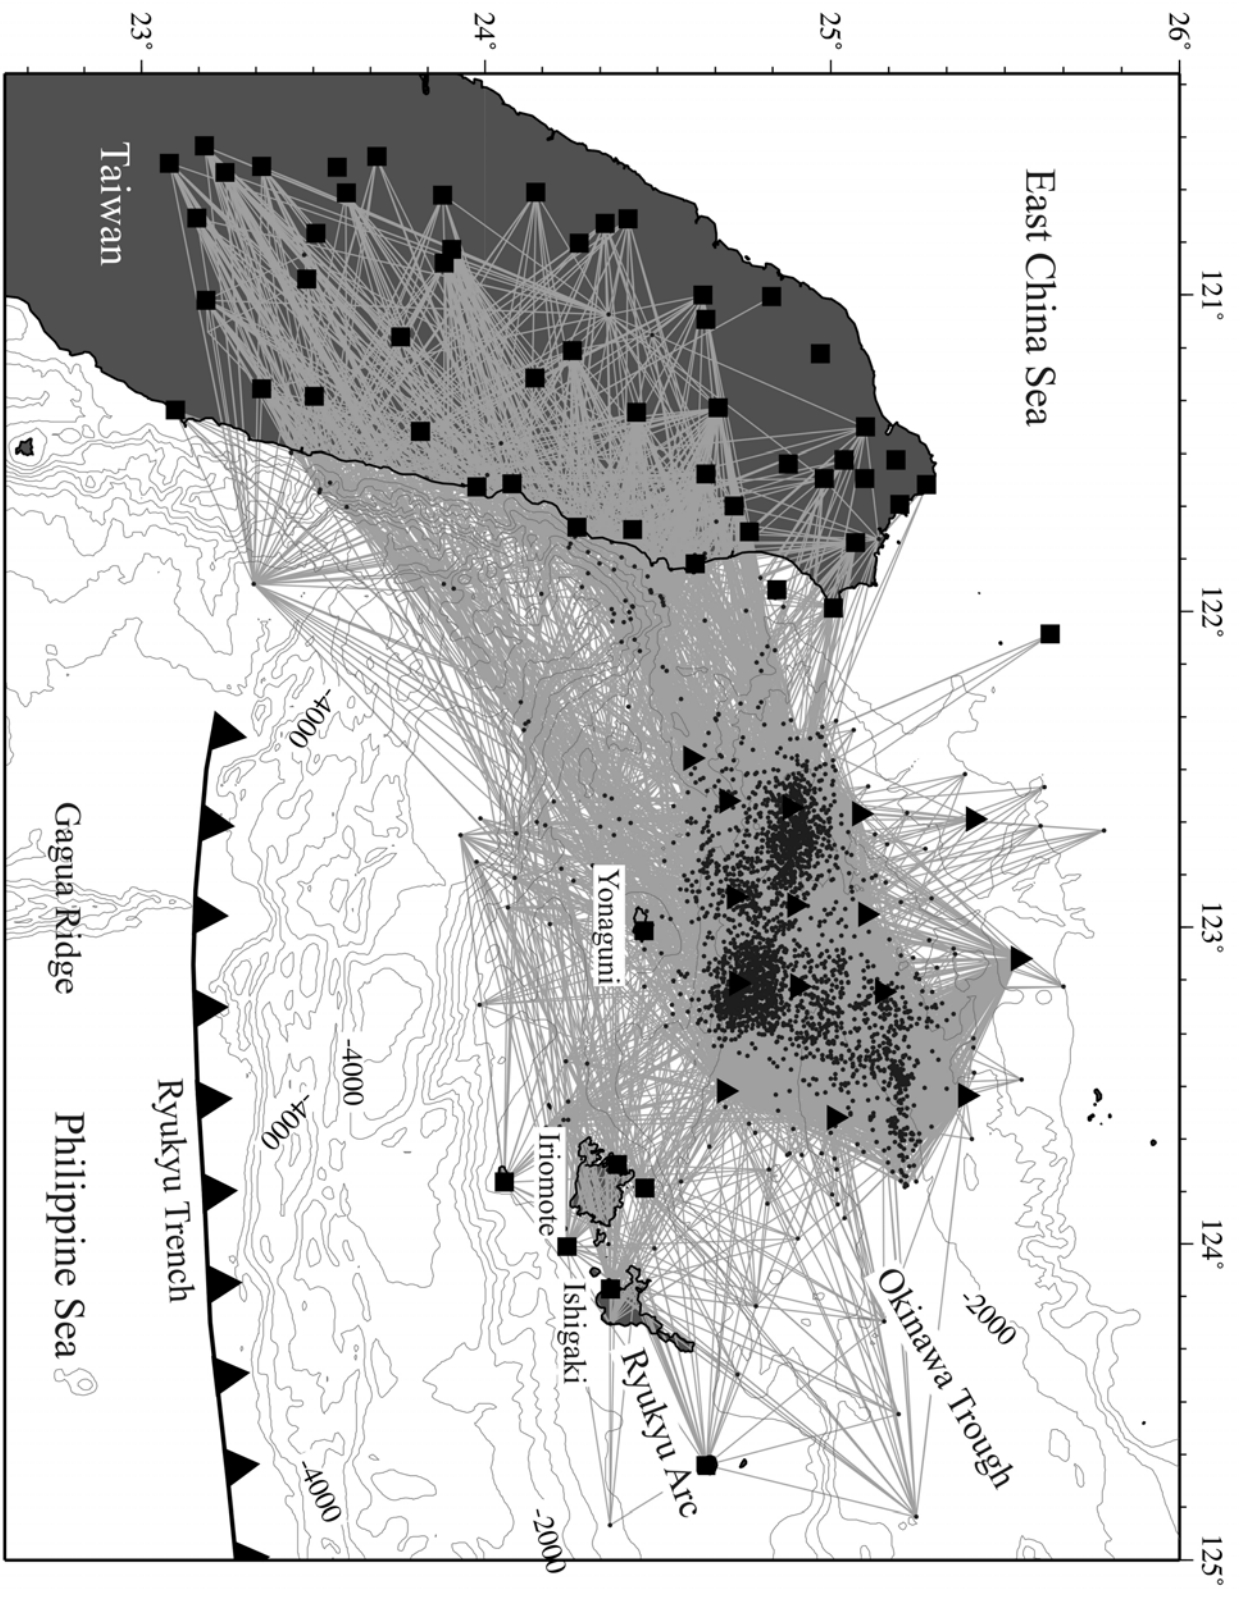 121°
122°
123°
124°
125°
26°
25°
24°
23°
East China Sea
Okinawa Trough
-2000
Ryukyu Arc
Yonaguni
Iriomote
Ishigaki
-2000
Taiwan
-4000
-4000
-4000
-4000
Ryukyu Trench
Gagua Ridge
Philippine Sea